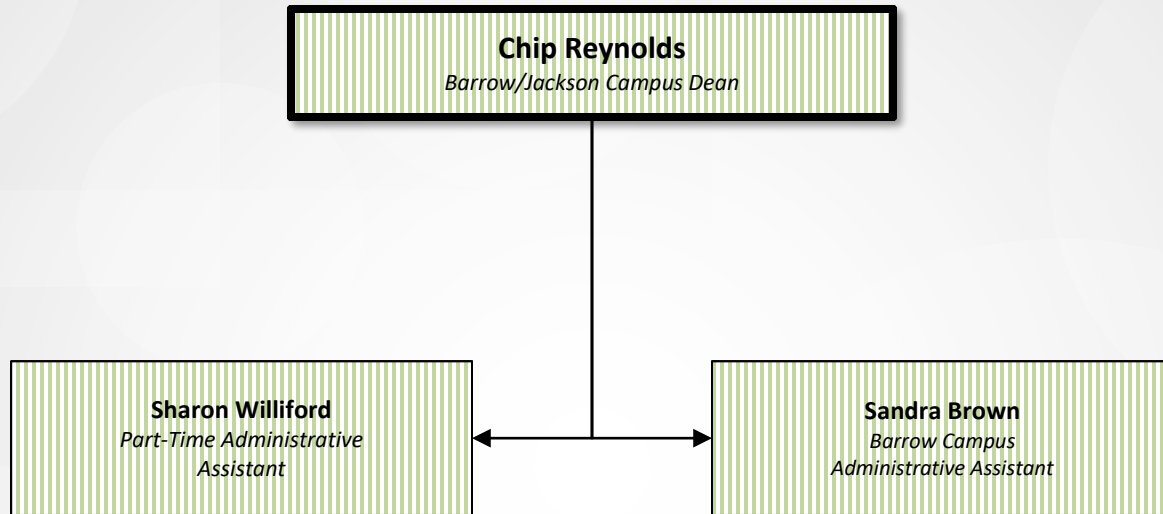 Chip Reynolds
Barrow/Jackson Campus Dean
Sharon Williford
Part-Time Administrative
Assistant
Sandra Brown
Barrow Campus
Administrative Assistant